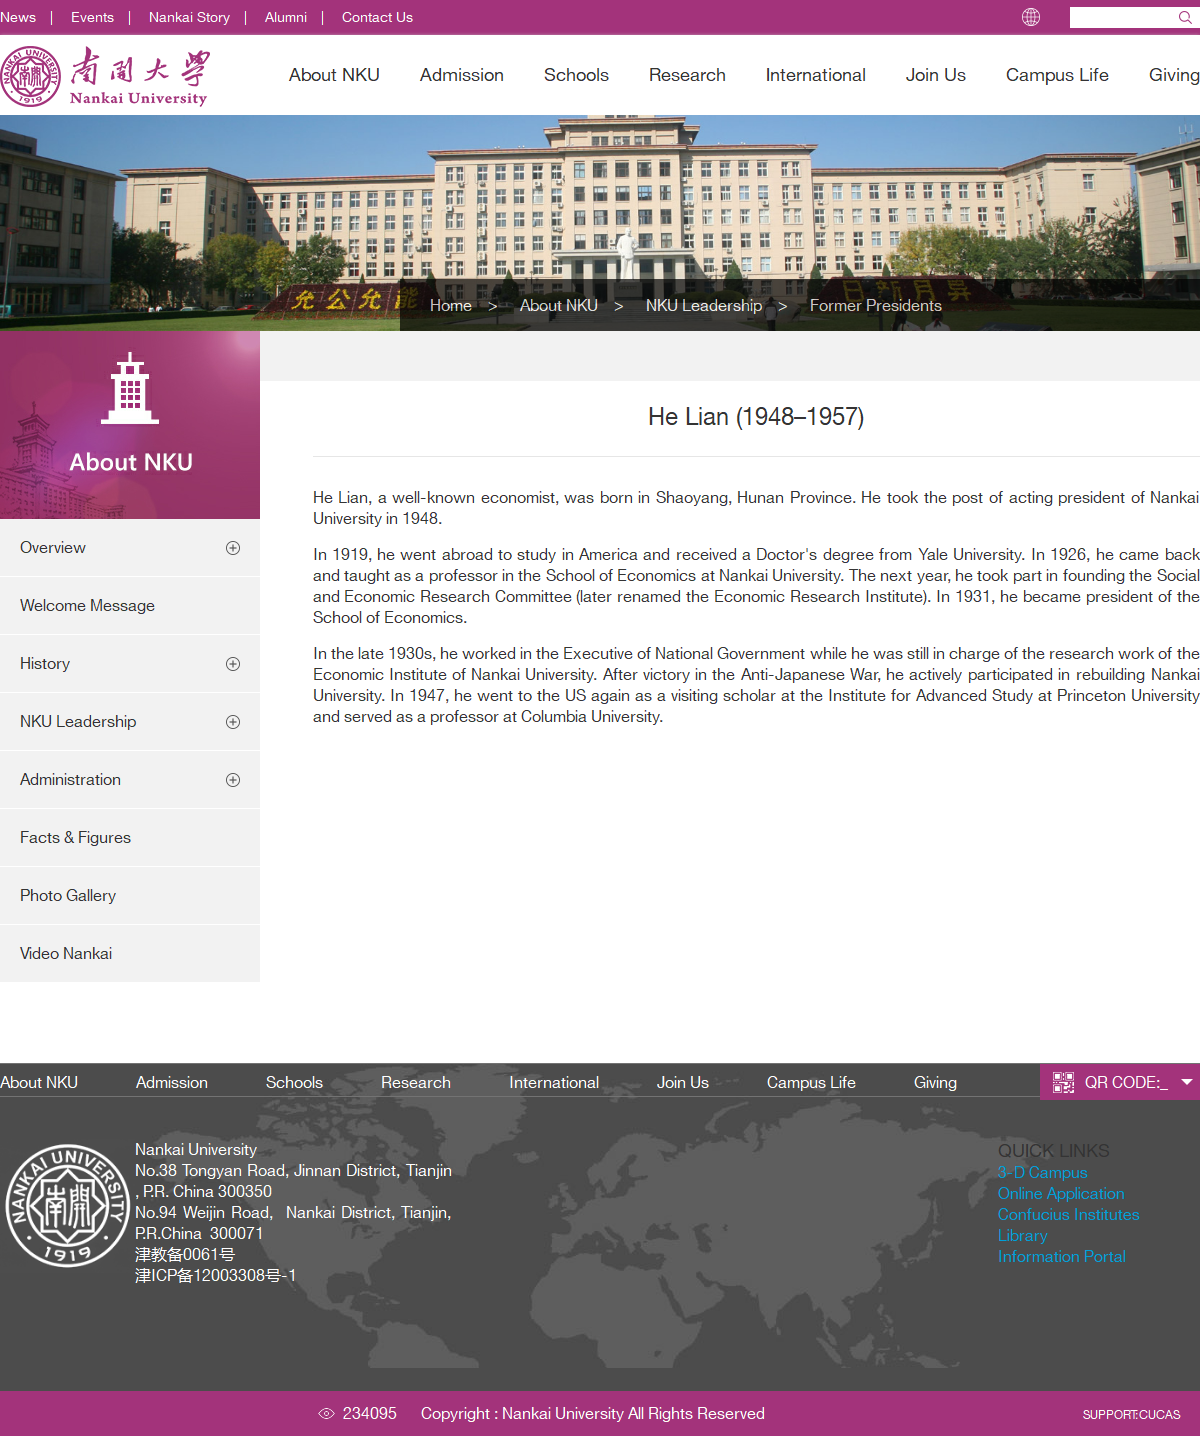 News | Events | Nankai Story | Alumni | Contact Us
NANKAI UNIVERSITY
1919
南開大學
Nankai University
About NKU Admission Schools Research International Join Us Campus Life Giving
允公允能
日新月异
Home > About NKU > NKU Leadership > Former Presidents
About NKU
Overview
Welcome Message
History
NKU Leadership
Administration
Facts & Figures
Photo Gallery
Video Nankai
He Lian (1948–1957)
He Lian, a well-known economist, was born in Shaoyang, Hunan Province. He took the post of acting president of Nankai
University in 1948.
In 1919, he went abroad to study in America and received a Doctor's degree from Yale University. In 1926, he came back
and taught as a professor in the School of Economics at Nankai University. The next year, he took part in founding the Social
and Economic Research Committee (later renamed the Economic Research Institute). In 1931, he became president of the
School of Economics.
In the late 1930s, he worked in the Executive of National Government while he was still in charge of the research work of the
Economic Institute of Nankai University. After victory in the Anti-Japanese War, he actively participated in rebuilding Nankai
University. In 1947, he went to the US again as a visiting scholar at the Institute for Advanced Study at Princeton University
and served as a professor at Columbia University.
About NKU Admission Schools Research International Join Us Campus Life Giving
QR CODE:_
NANKAI UNIVERSITY
南開
1919
Nankai University
No.38 Tongyan Road, Jinnan District, Tianjin
, P.R. China 300350
No.94 Weijin Road, Nankai District, Tianjin,
P.R.China 300071
津教备0061号
津ICP备12003308号-1
QUICK LINKS
3-D Campus
Online Application
Confucius Institutes
Library
Information Portal
234095 Copyright : Nankai University All Rights Reserved
SUPPORT:CUCAS